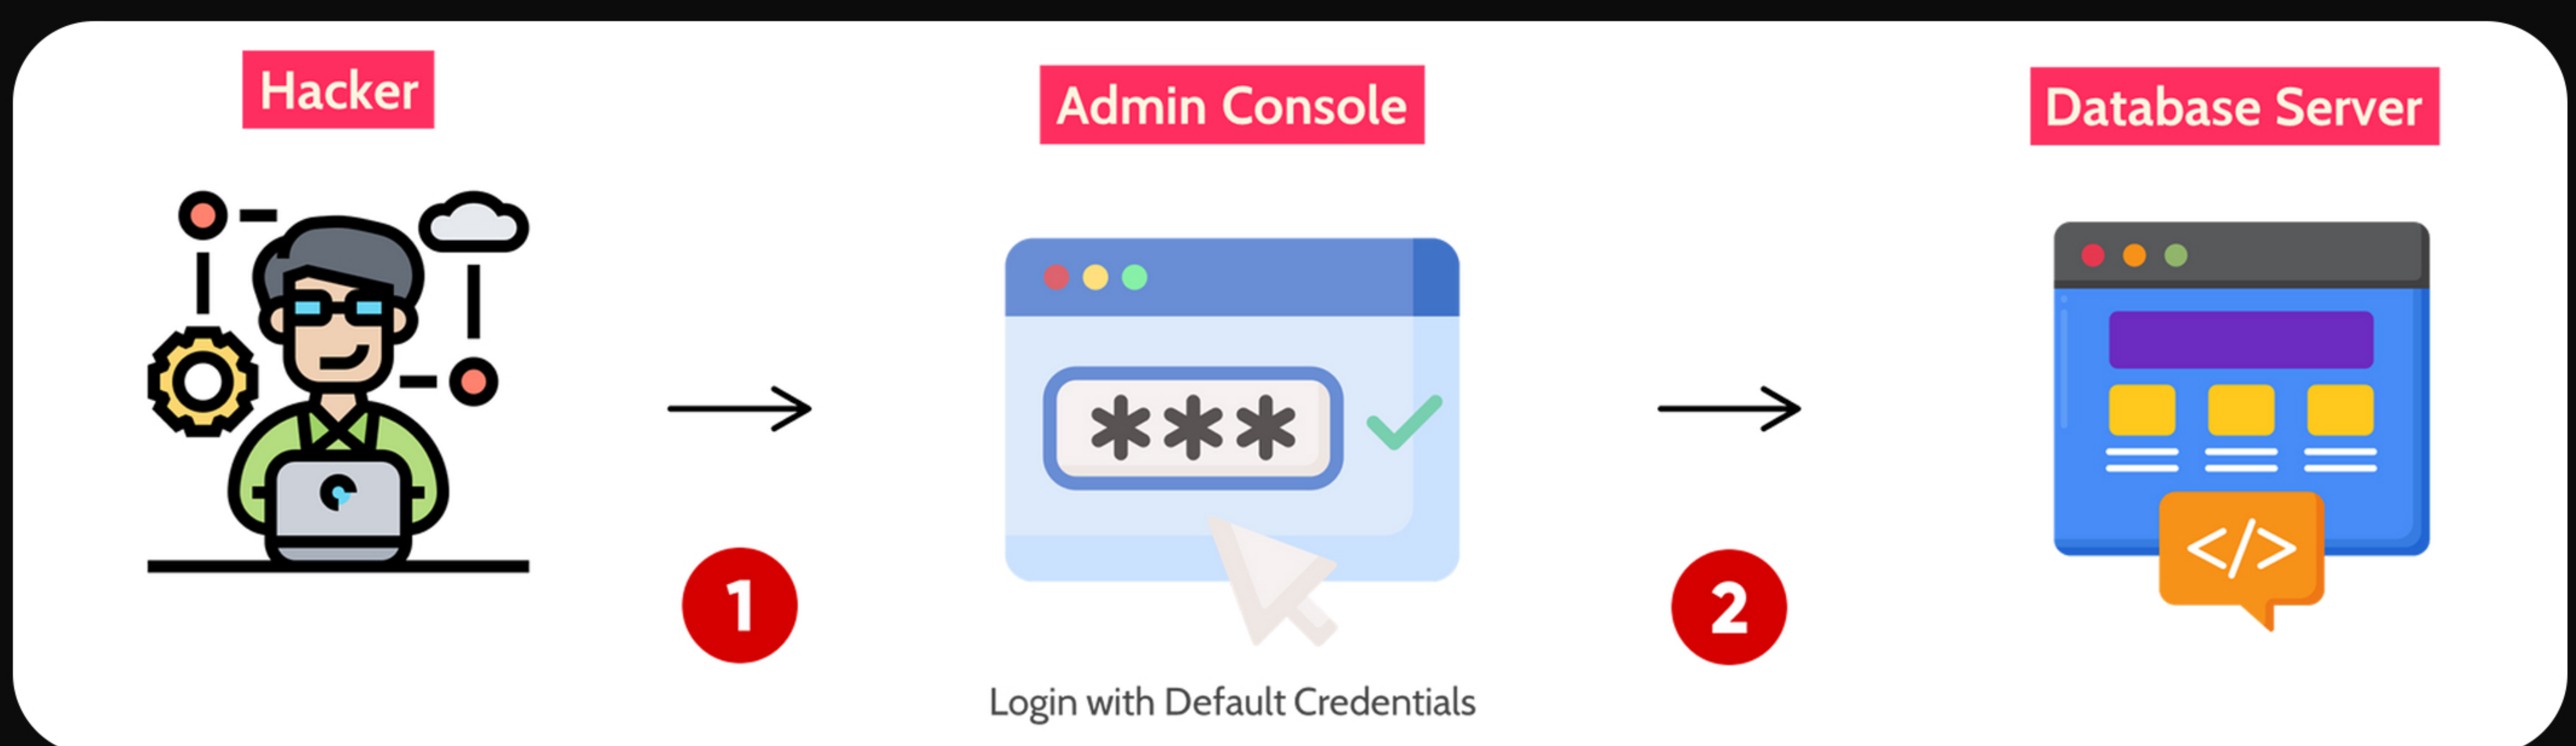 Hacker
Admin Console
Database Server
***
</>
1
2
Login with Default Credentials